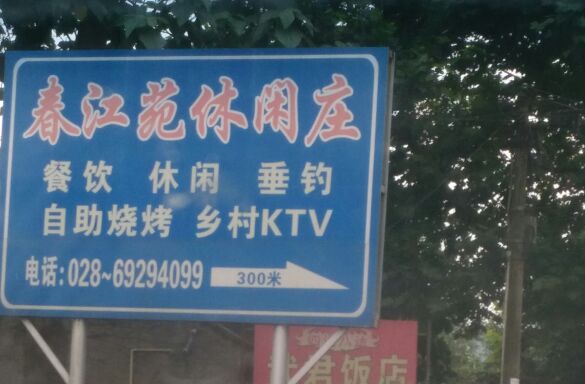 春江苑休闲庄
餐饮 休闲 垂钓
自助烧烤 乡村KTV
电话:028~69294099 300米
君饭店